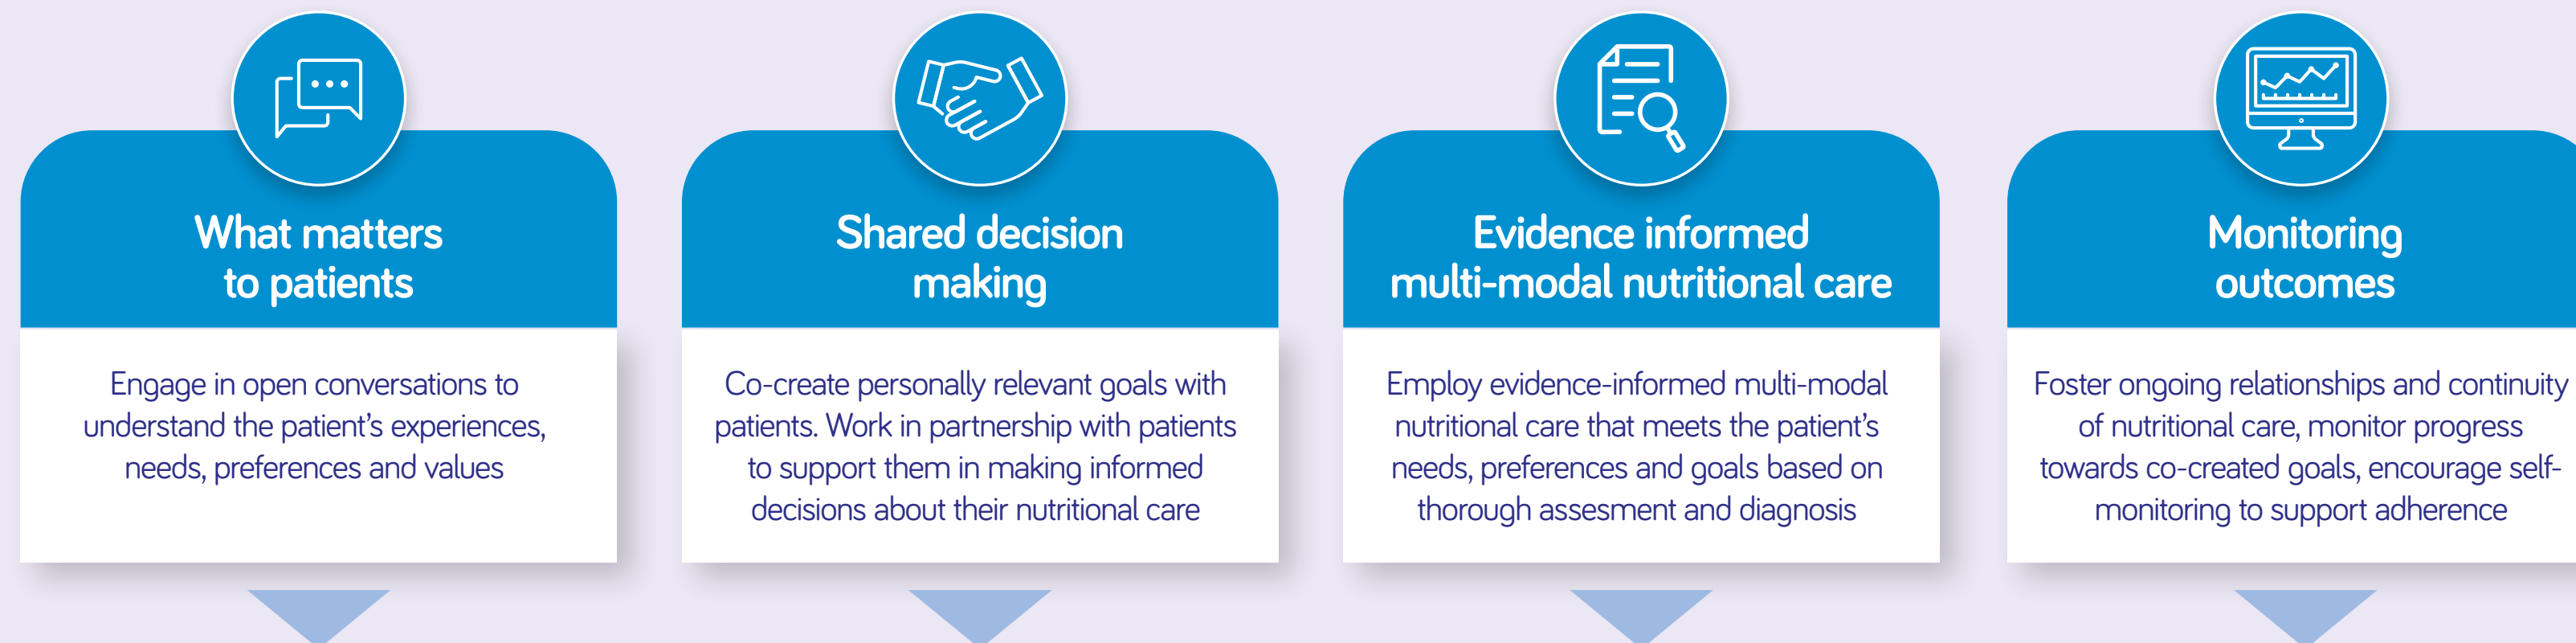 What matters
to patients
Engage in open conversations to
understand the patient's experiences,
needs, preferences and values
Shared decision
making
Co-create personally relevant goals with
patients. Work in partnership with patients
to support them in making informed
decisions about their nutritional care
Evidence informed
multi-modal nutritional care
Employ evidence-informed multi-modal
nutritional care that meets the patient's
needs, preferences and goals based on
thorough assesment and diagnosis
Monitoring
outcomes
Foster ongoing relationships and continuity
of nutritional care, monitor progress
towards co-created goals, encourage self-
monitoring to support adherence